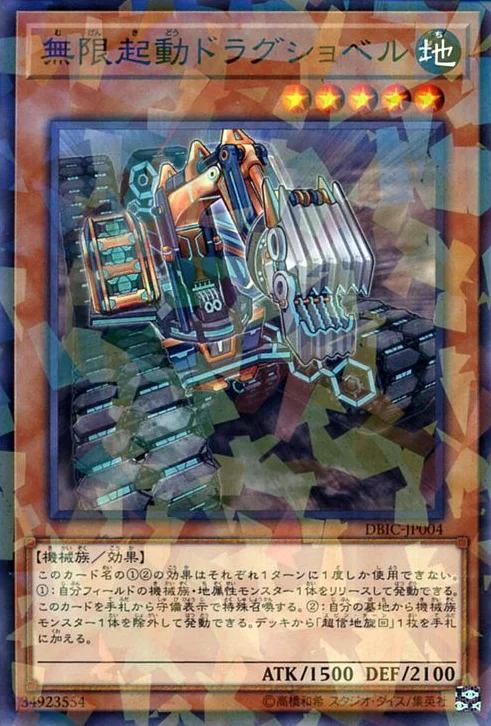 無限起動ドラグショベル 地
DBIC-JP004
【機械族/効果】
このカード名の①②の効果はそれぞれ1ターンに1度しか使用できない。
①:自分フィールドの機械族・地属性モンスター1体をリリースして発動できる。
このカードを手札から守備表示で特殊召喚する。②:自分の墓地から機械族
モンスター1体を除外して発動できる。デッキから「超信地旋回」1枚を手札
に加える。
ATK/1500 DEF/2100
34923554 ©高橋和希 スタジオ・ダイス/集英社